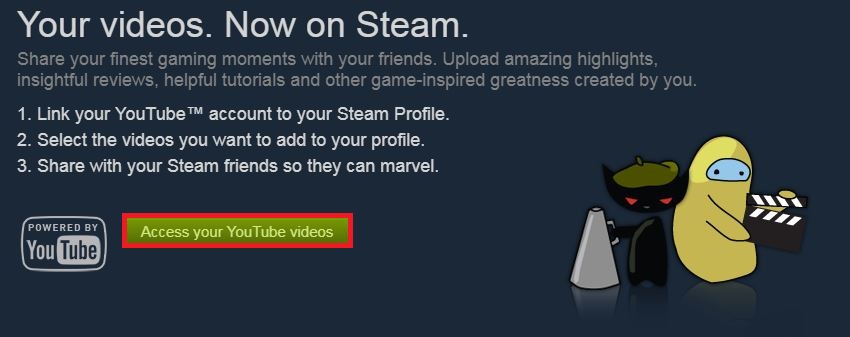 Your videos. Now on Steam.
Share your finest gaming moments with your friends. Upload amazing highlights,
insightful reviews, helpful tutorials and other game-inspired greatness created by you.
1. Link your YouTube™ account to your Steam Profile.
2. Select the videos you want to add to your profile.
3. Share with your Steam friends so they can marvel.
POWERED BY
YouTube
Access your YouTube videos